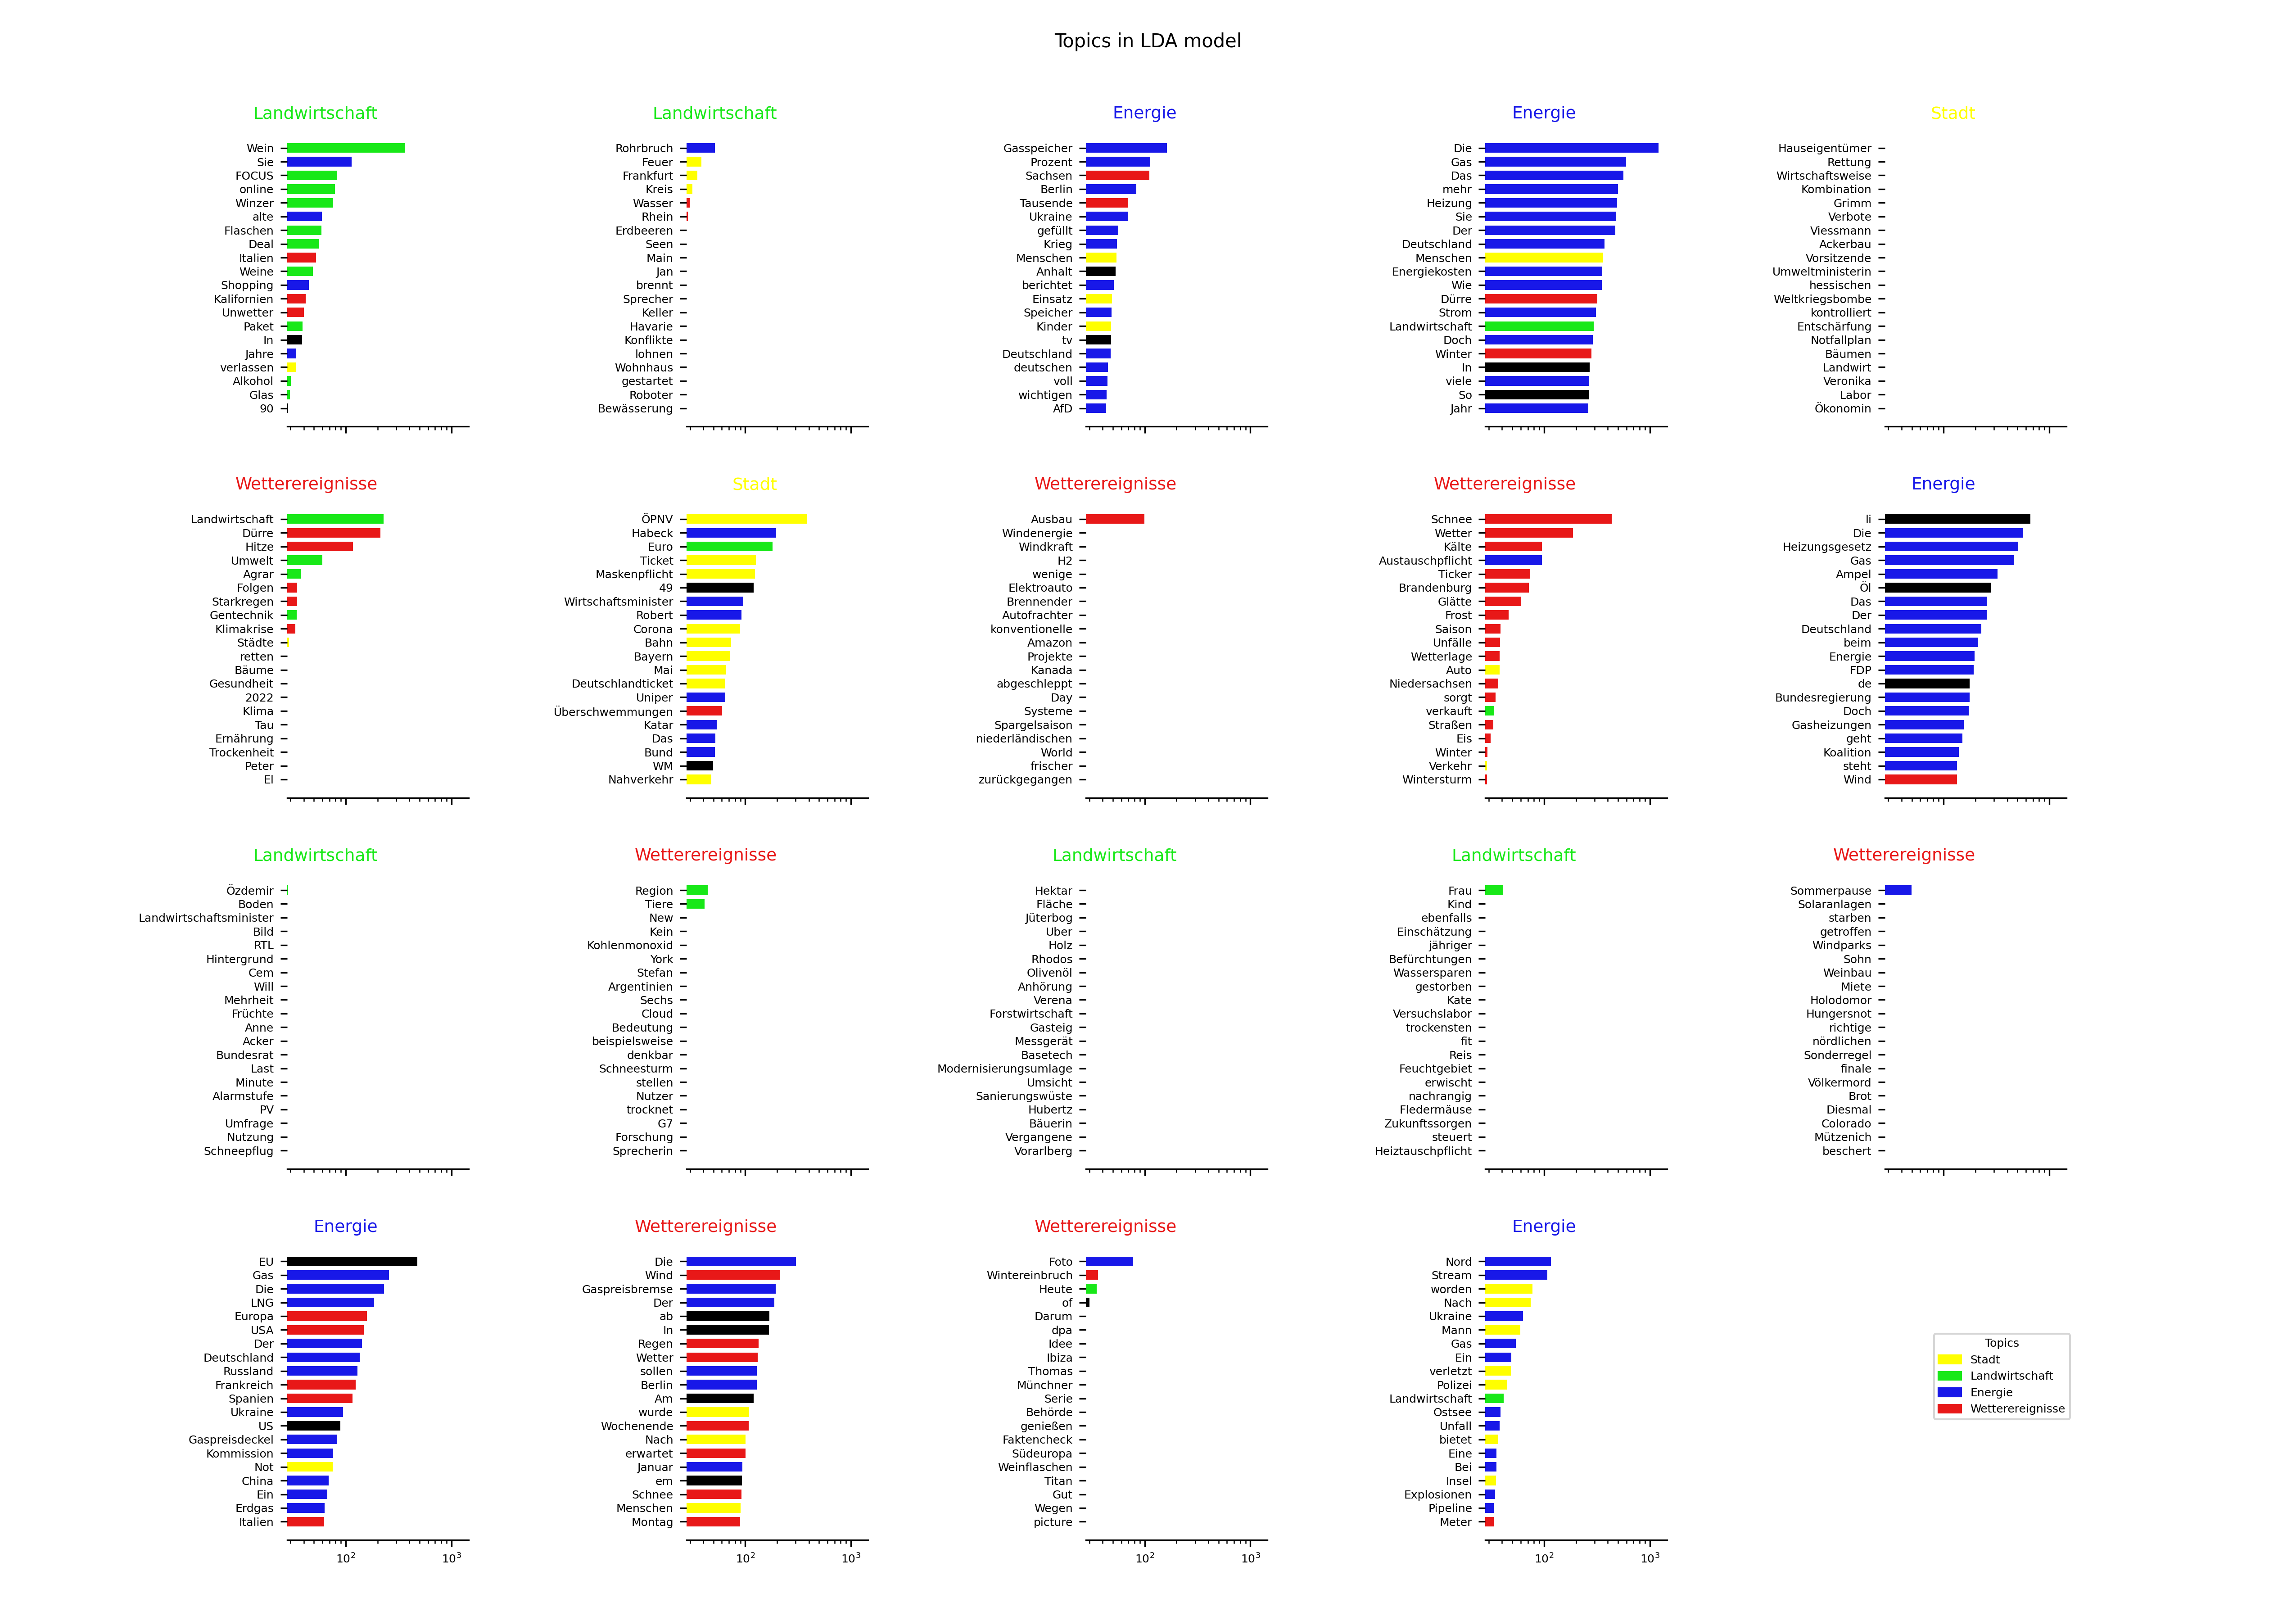 Topics in LDA model
Landwirtschaft
Wein
Sie
FOCUS
online
Winzer
alte
Flaschen
Deal
Italien
Weine
Shopping
Kalifornien
Unwetter
Paket
In
Jahre
verlassen
Alkohol
Glas
90
Landwirtschaft
Rohrbruch
Feuer
Frankfurt
Kreis
Wasser
Rhein
Erdbeeren
Seen
Main
Jan
brennt
Sprecher
Keller
Havarie
Konflikte
lohnen
Wohnhaus
gestartet
Roboter
Bewässerung
Energie
Gasspeicher
Prozent
Sachsen
Berlin
Tausende
Ukraine
gefüllt
Krieg
Menschen
Anhalt
berichtet
Einsatz
Speicher
Kinder
tv
Deutschland
deutschen
voll
wichtigen
AfD
Energie
Die
Gas
Das
mehr
Heizung
Sie
Der
Deutschland
Menschen
Energiekosten
Wie
Dürre
Strom
Landwirtschaft
Doch
Winter
In
viele
So
Jahr
Stadt
Hauseigentümer
Rettung
Wirtschaftsweise
Kombination
Grimm
Verbote
Viessmann
Ackerbau
Vorsitzende
Umweltministerin
hessischen
Weltkriegsbombe
kontrolliert
Entschärfung
Notfallplan
Bäumen
Landwirt
Veronika
Labor
Ökonomin
Wetterereignisse
Landwirtschaft
Dürre
Hitze
Umwelt
Agrar
Folgen
Starkregen
Gentechnik
Klimakrise
Städte
retten
Bäume
Gesundheit
2022
Klima
Tau
Ernährung
Trockenheit
Peter
El
Stadt
ÖPNV
Habeck
Euro
Ticket
Maskenpflicht
49
Wirtschaftsminister
Robert
Corona
Bahn
Bayern
Mai
Deutschlandticket
Uniper
Überschwemmungen
Katar
Das
Bund
WM
Nahverkehr
Wetterereignisse
Ausbau
Windenergie
Windkraft
H2
wenige
Elektroauto
Brennender
Autofrachter
konventionelle
Amazon
Projekte
Kanada
abgeschleppt
Day
Systeme
Spargelsaison
niederländischen
World
frischer
zurückgegangen
Wetterereignisse
Schnee
Wetter
Kälte
Austauschpflicht
Ticker
Brandenburg
Glätte
Frost
Saison
Unfälle
Wetterlage
Auto
Niedersachsen
sorgt
verkauft
Straßen
Eis
Winter
Verkehr
Wintersturm
Energie
li
Die
Heizungsgesetz
Gas
Ampel
Öl
Das
Der
Deutschland
beim
Energie
FDP
de
Bundesregierung
Doch
Gasheizungen
geht
Koalition
steht
Wind
Landwirtschaft
Özdemir
Boden
Landwirtschaftsminister
Bild
RTL
Hintergrund
Cem
Will
Mehrheit
Früchte
Anne
Acker
Bundesrat
Last
Minute
Alarmstufe
PV
Umfrage
Nutzung
Schneepflug
Wetterereignisse
Region
Tiere
New
Kein
Kohlenmonoxid
York
Stefan
Argentinien
Sechs
Cloud
Bedeutung
beispielsweise
denkbar
Schneesturm
stellen
Nutzer
trocknet
G7
Forschung
Sprecherin
Landwirtschaft
Hektar
Fläche
Jüterbog
Uber
Holz
Rhodos
Olivenöl
Anhörung
Verena
Forstwirtschaft
Gasteig
Messgerät
Basetech
Modernisierungsumlage
Umsicht
Sanierungswüste
Hubertz
Bäuerin
Vergangene
Vorarlberg
Landwirtschaft
Frau
Kind
ebenfalls
Einschätzung
jähriger
Befürchtungen
Wassersparen
gestorben
Kate
Versuchslabor
trockensten
fit
Reis
Feuchtgebiet
erwischt
nachrangig
Fledermäuse
Zukunftssorgen
steuert
Heiztauschpflicht
Wetterereignisse
Sommerpause
Solaranlagen
starben
getroffen
Windparks
Sohn
Weinbau
Miete
Holodomor
Hungersnot
richtige
nördlichen
Sonderregel
finale
Völkermord
Brot
Diesmal
Colorado
Mützenich
beschert
Energie
EU
Gas
Die
LNG
Europa
USA
Der
Deutschland
Russland
Frankreich
Spanien
Ukraine
US
Gaspreisdeckel
Kommission
Not
China
Ein
Erdgas
Italien
10² 10³
Wetterereignisse
Die
Wind
Gaspreisbremse
Der
ab
In
Regen
Wetter
sollen
Berlin
Am
wurde
Wochenende
Nach
erwartet
Januar
em
Schnee
Menschen
Montag
10² 10³
Wetterereignisse
Foto
Wintereinbruch
Heute
of
Darum
dpa
Idee
Ibiza
Thomas
Münchner
Serie
Behörde
genießen
Faktencheck
Südeuropa
Weinflaschen
Titan
Gut
Wegen
picture
10² 10³
Energie
Nord
Stream
worden
Nach
Ukraine
Mann
Gas
Ein
verletzt
Polizei
Landwirtschaft
Ostsee
Unfall
bietet
Eine
Bei
Insel
Explosionen
Pipeline
Meter
10² 10³
Topics
Stadt
Landwirtschaft
Energie
Wetterereignisse